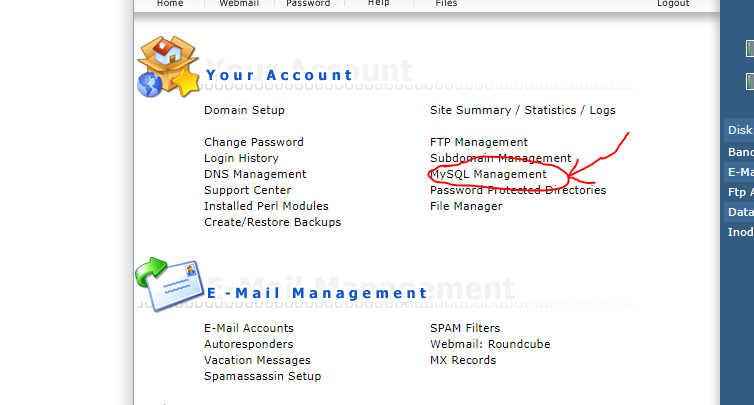 Home Webmail Password Help Files Logout
Your Account
Domain Setup Site Summary / Statistics / Logs
Change Password FTP Management
Login History Subdomain Management
DNS Management MySQL Management
Support Center Password Protected Directories
Installed Perl Modules File Manager
Create/Restore Backups
E-Mail Management
E-Mail Accounts SPAM Filters
Autoresponders Webmail: Roundcube
Vacation Messages MX Records
Spamassassin Setup
Disk
Band
E-Ma
Ftp A
Data
Inod